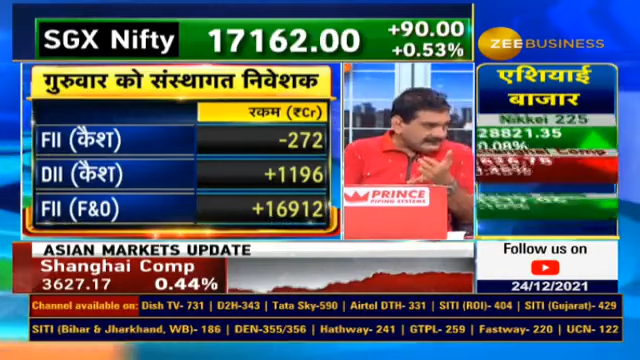 SGX Nifty 17162.00 +90.00
+0.53%
ZEE BUSINESS
गुरुवार को संस्थागत निवेशक
रकम (₹Cr)
FII (कैश) -272
DII (कैश) +1196
FII (F&O) +16912
PRINCE
PIPING SYSTEMS
एशियाई
बाजार
Nikkei 225
28821.35
0.08%
Shanghai Comp
ASIAN MARKETS UPDATE
Shanghai Comp
3627.17 0.44%
Follow us on
24/12/2021
Channel available on: Dish TV- 731 | D2H-343 | Tata Sky-590 | Airtel DTH- 331 | SITI (ROI)- 404 | SITI (Gujarat)- 429
SITI (Bihar & Jharkhand, WB)- 186 | DEN-355/356 | Hathway- 241 | GTPL- 259 | Fastway- 220 | UCN- 122